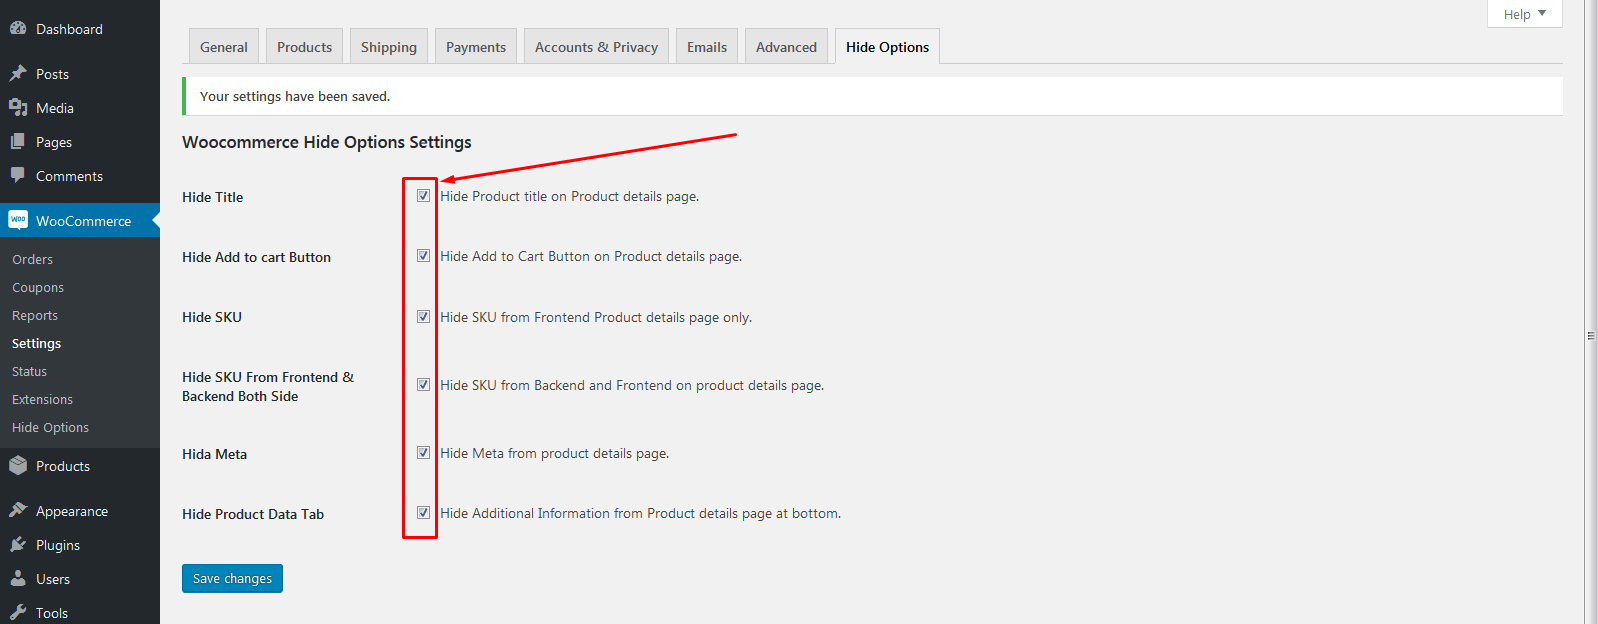 Help
Dashboard
Posts
Media
Pages
Comments
WOO WooCommerce
Orders
Coupons
Reports
Settings
Status
Extensions
Hide Options
Products
Appearance
Plugins
Users
Tools
General Products Shipping Payments Accounts & Privacy Emails Advanced Hide Options
Your settings have been saved.
Woocommerce Hide Options Settings
Hide Title Hide Product title on Product details page.
Hide Add to cart Button Hide Add to Cart Button on Product details page.
Hide SKU Hide SKU from Frontend Product details page only.
Hide SKU From Frontend &
Backend Both Side Hide SKU from Backend and Frontend on product details page.
Hida Meta Hide Meta from product details page.
Hide Product Data Tab Hide Additional Information from Product details page at bottom.
Save changes